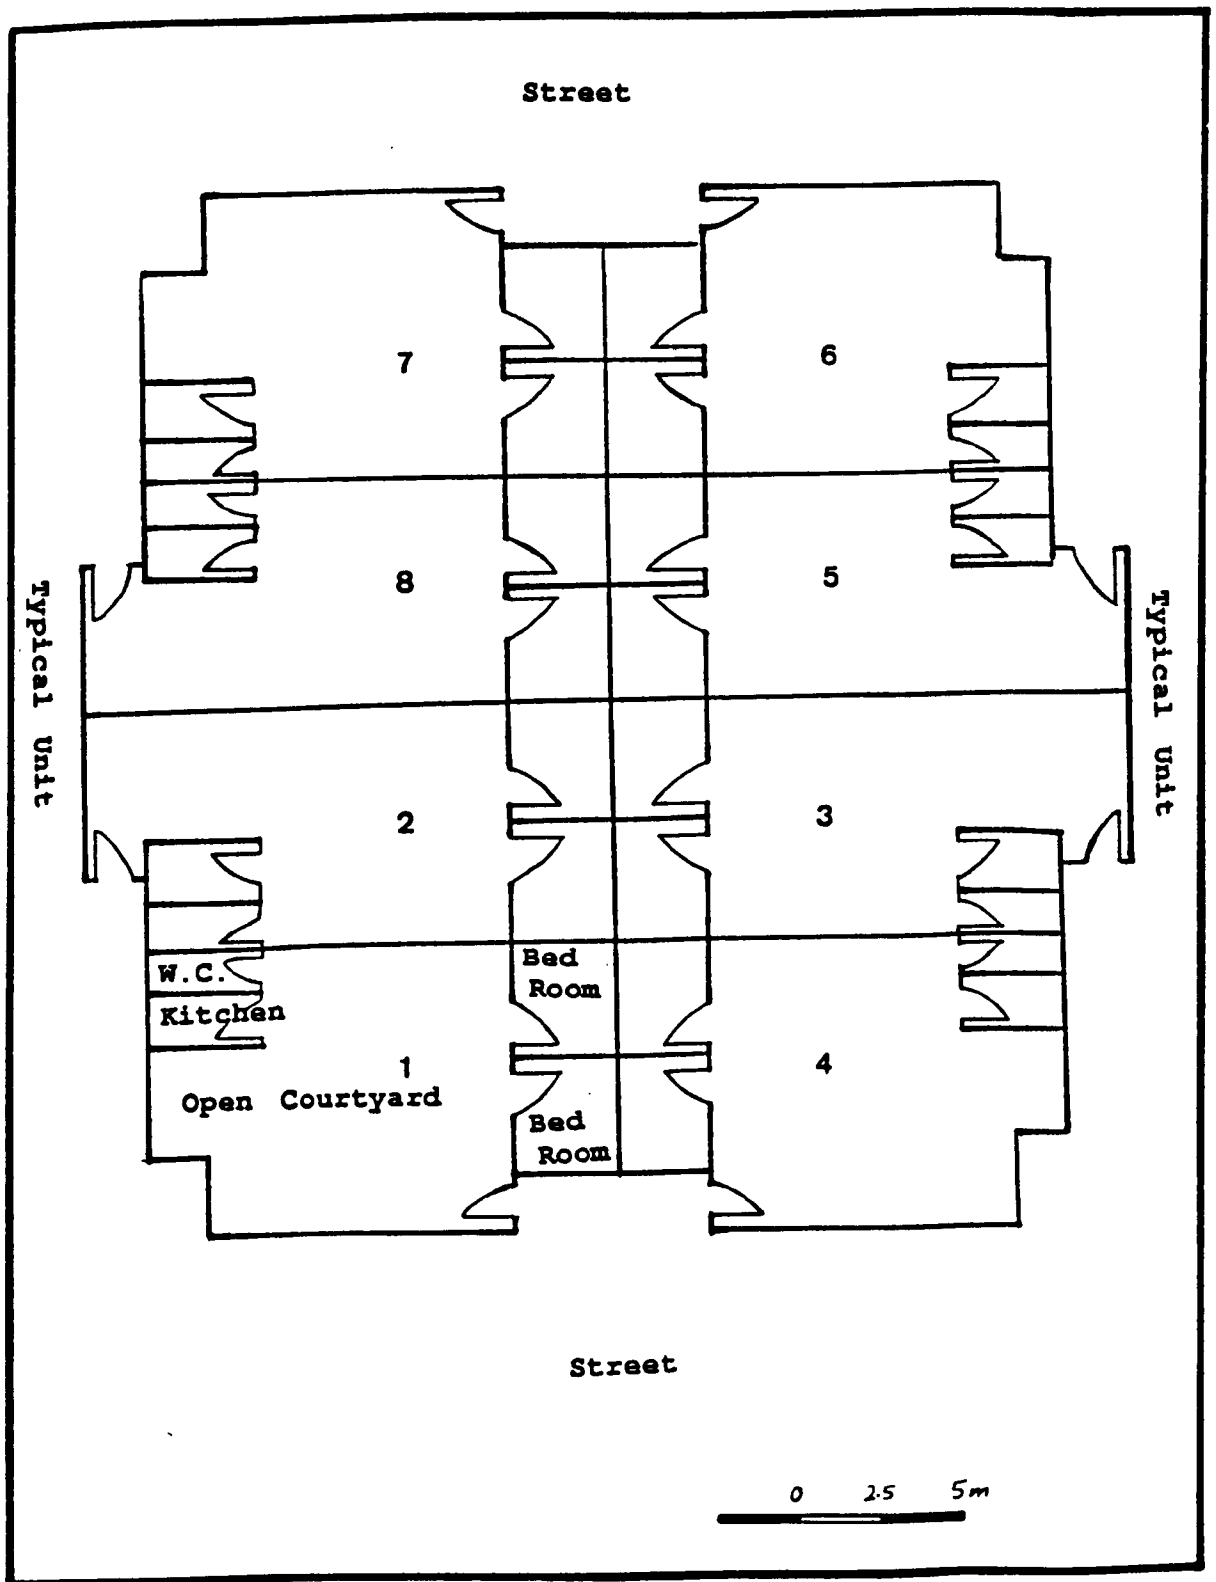 Street
7
6
8
5
Typical Unit
Typical Unit
2
3
Bed
Room
W.C.
Kitchen
1
4
Open Courtyard
Bed
Room
Street
0 2.5 5m